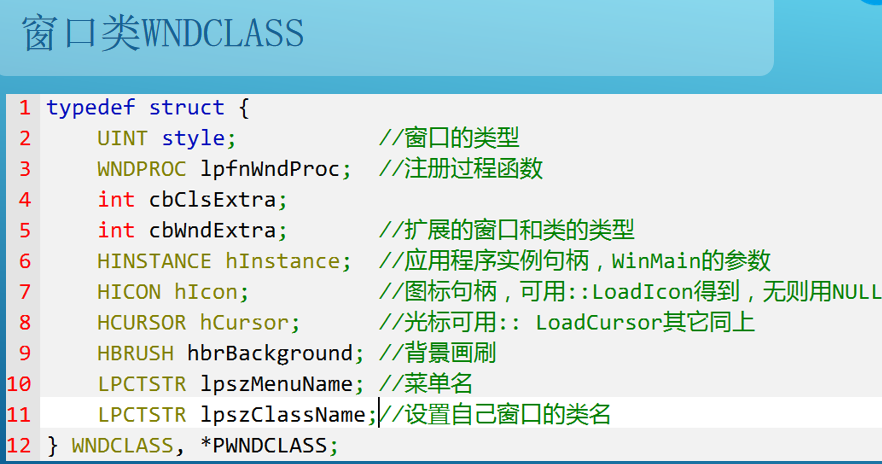 窗口类WNDCLASS
1 typedef struct {
2 UINT style; //窗口的类型
3 WNDPROC lpfnWndProc; //注册过程函数
4 int cbClsExtra;
5 int cbWndExtra; //扩展的窗口和类的类型
6 HINSTANCE hInstance; //应用程序实例句柄，WinMain的参数
7 HICON hIcon; //图标句柄，可用::LoadIcon得到，无则用NULL
8 HCURSOR hCursor; //光标可用:: LoadCursor其它同上
9 HBRUSH hbrBackground; //背景画刷
10 LPCTSTR lpszMenuName; //菜单名
11 LPCTSTR lpszClassName;//设置自己窗口的类名
12 } WNDCLASS, *PWNDCLASS;